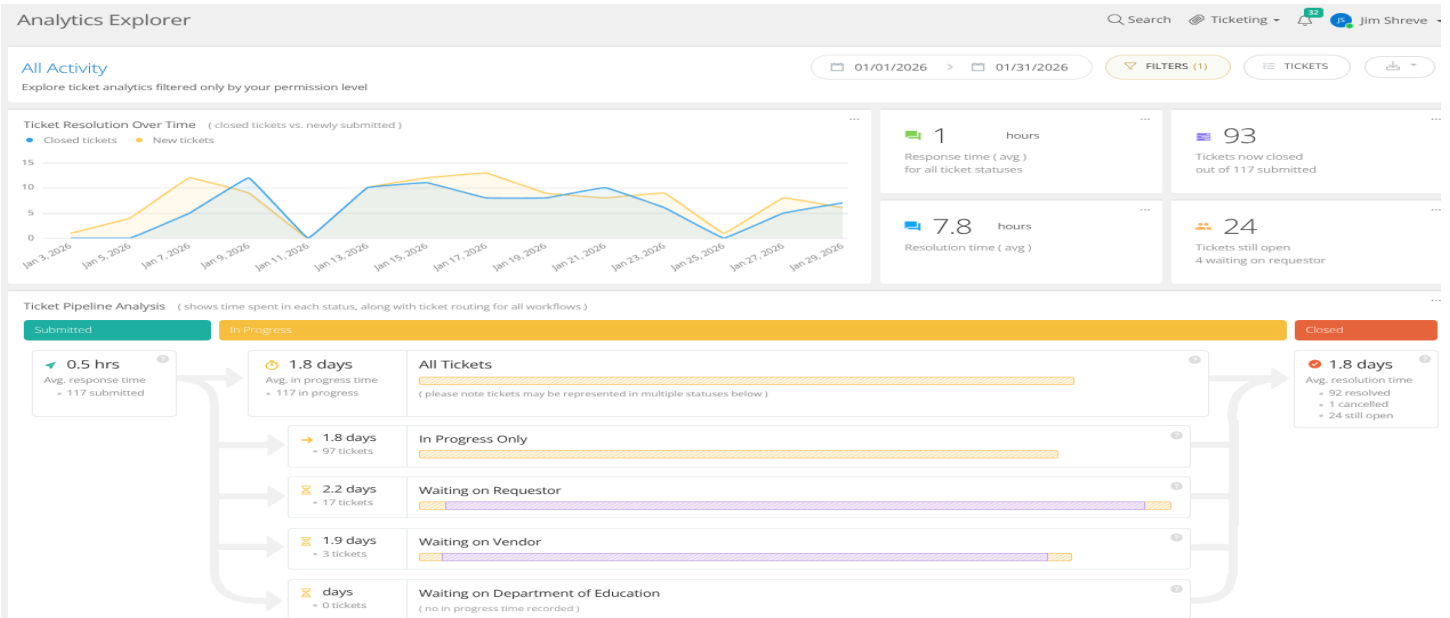 Analytics Explorer
Search Ticketing 32 JS Jim Shreve
All Activity
Explore ticket analytics filtered only by your permission level
01/01/2026 > 01/31/2026 FILTERS (1) TICKETS
Ticket Resolution Over Time ( closed tickets vs. newly submitted )
Closed tickets New tickets
15
10
5
0
Jan 3, 2026 Jan 5, 2026 Jan 7, 2026 Jan 9, 2026 Jan 11, 2026 Jan 13, 2026 Jan 15, 2026 Jan 17, 2026 Jan 19, 2026 Jan 21, 2026 Jan 23, 2026 Jan 25, 2026 Jan 27, 2026 Jan 29, 2026
1 hours
Response time ( avg )
for all ticket statuses
93
Tickets now closed
out of 117 submitted
7.8 hours
Resolution time ( avg )
24
Tickets still open
4 waiting on requestor
Ticket Pipeline Analysis ( shows time spent in each status, along with ticket routing for all workflows )
Submitted In Progress Closed
0.5 hrs
Avg. response time
117 submitted
1.8 days
Avg. in progress time
117 in progress
All Tickets
( please note tickets may be represented in multiple statuses below )
1.8 days
Avg. resolution time
92 resolved
1 cancelled
24 still open
1.8 days
97 tickets
In Progress Only
2.2 days
17 tickets
Waiting on Requestor
1.9 days
3 tickets
Waiting on Vendor
days
0 tickets
Waiting on Department of Education
( no in progress time recorded )